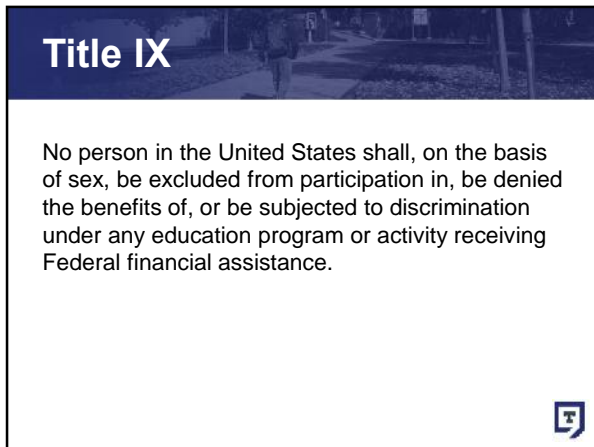 Title IX
No person in the United States shall, on the basis
of sex, be excluded from participation in, be denied
the benefits of, or be subjected to discrimination
under any education program or activity receiving
Federal financial assistance.
T